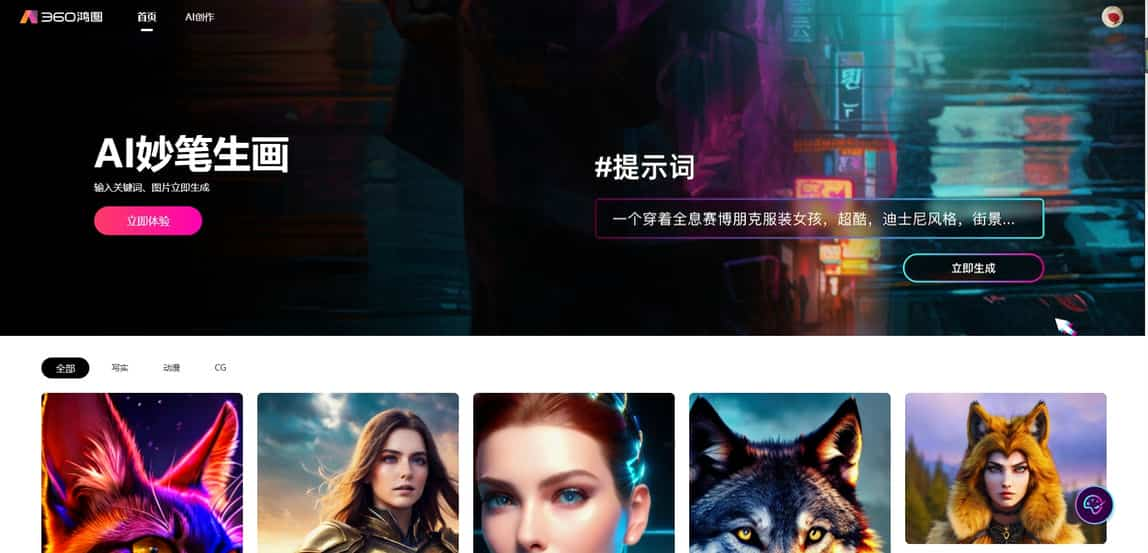 360鸿图
首页
AI创作
AI妙笔生画
输入关键词、图片立即生成
立即体验
#提示词
一个穿着全息赛博朋克服装女孩，超酷，迪士尼风格，街景...
立即生成
全部
写实
动漫
CG